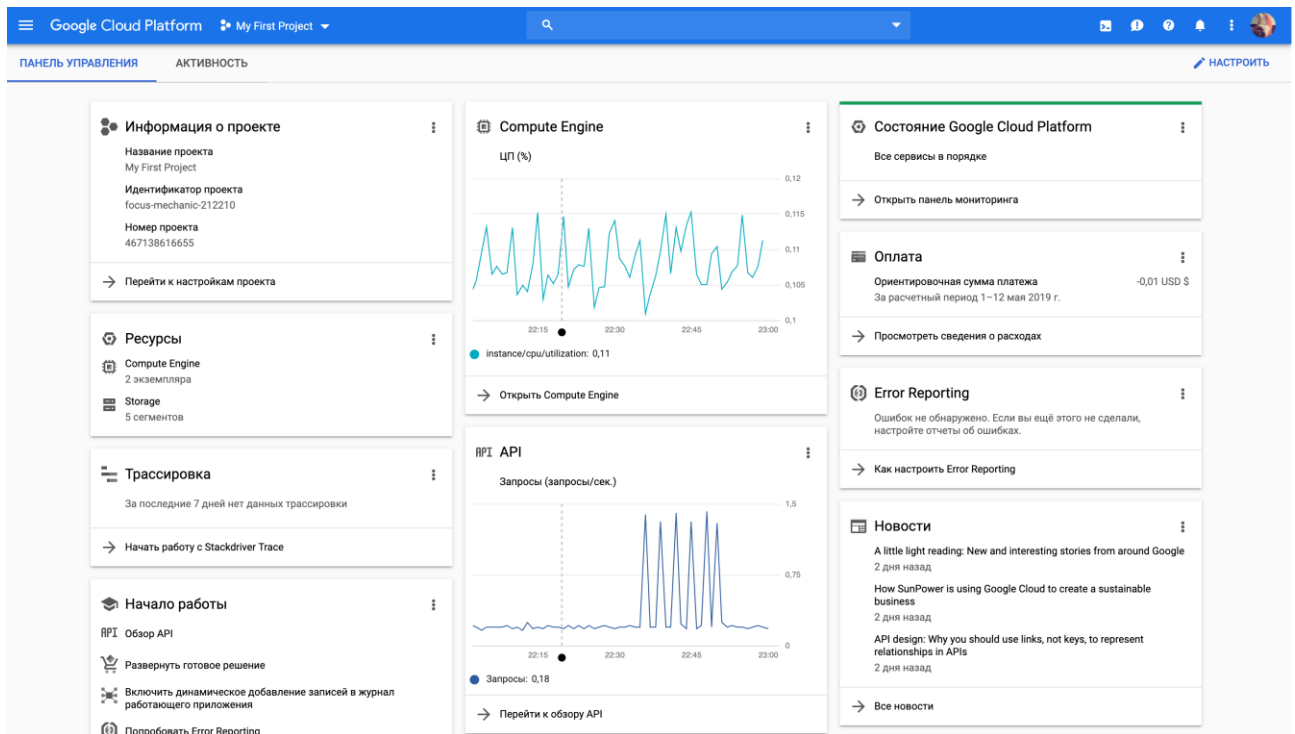 Google Cloud Platform
My First Project
ПАНЕЛЬ УПРАВЛЕНИЯ
АКТИВНОСТЬ
НАСТРОИТЬ
Информация о проекте
Название проекта
My First Project
Идентификатор проекта
focus-mechanic-212210
Номер проекта
467138616655
Перейти к настройкам проекта
Ресурсы
Compute Engine
2 экземпляра
Storage
5 сегментов
Трассировка
За последние 7 дней нет данных трассировки
Начать работу с Stackdriver Trace
Начало работы
API Обзор API
Развернуть готовое решение
Включить динамическое добавление записей в журнал
работающего приложения
Попробовать Error Reporting
Compute Engine
ЦП (%)
0,12
0,115
0,11
0,105
0,1
22:15 22:30 22:45 23:00
instance/cpu/utilization: 0,11
Открыть Compute Engine
API API
Запросы (запросы/сек.)
1,5
0,75
0
22:15 22:30 22:45 23:00
Запросы: 0,18
Перейти к обзору API
Состояние Google Cloud Platform
Все сервисы в порядке
Открыть панель мониторинга
Оплата
Ориентировочная сумма платежа -0,01 USD $
За расчетный период 1–12 мая 2019 г.
Просмотреть сведения о расходах
Error Reporting
Ошибок не обнаружено. Если вы ещё этого не сделали,
настройте отчеты об ошибках.
Как настроить Error Reporting
Новости
A little light reading: New and interesting stories from around Google
2 дня назад
How SunPower is using Google Cloud to create a sustainable
business
2 дня назад
API design: Why you should use links, not keys, to represent
relationships in APIs
2 дня назад
Все новости